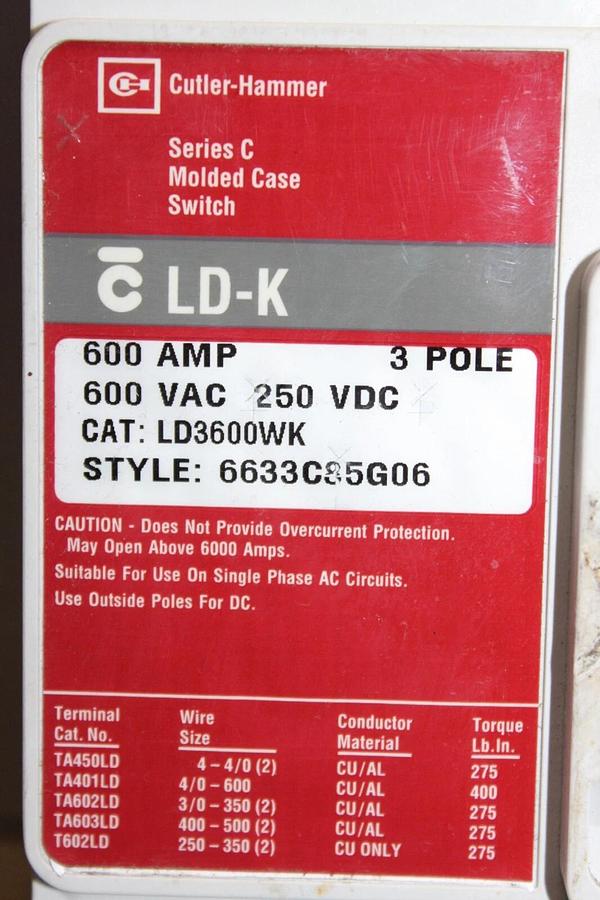 Cutler-Hammer
Series C
Molded Case
Switch
C LD-K
600 AMP 3 POLE
600 VAC 250 VDC
CAT: LD3600WK
STYLE: 6633C85G06
CAUTION - Does Not Provide Overcurrent Protection.
May Open Above 6000 Amps.
Suitable For Use On Single Phase AC Circuits.
Use Outside Poles For DC.
Terminal Wire Conductor Torque
Cat. No. Size Material Lb.In.
TA450LD 4 – 4/0 (2) CU/AL 275
TA401LD 4/0 – 600 CU/AL 400
TA602LD 3/0 – 350 (2) CU/AL 275
TA603LD 400 – 500 (2) CU/AL 275
T602LD 250 – 350 (2) CU ONLY 275